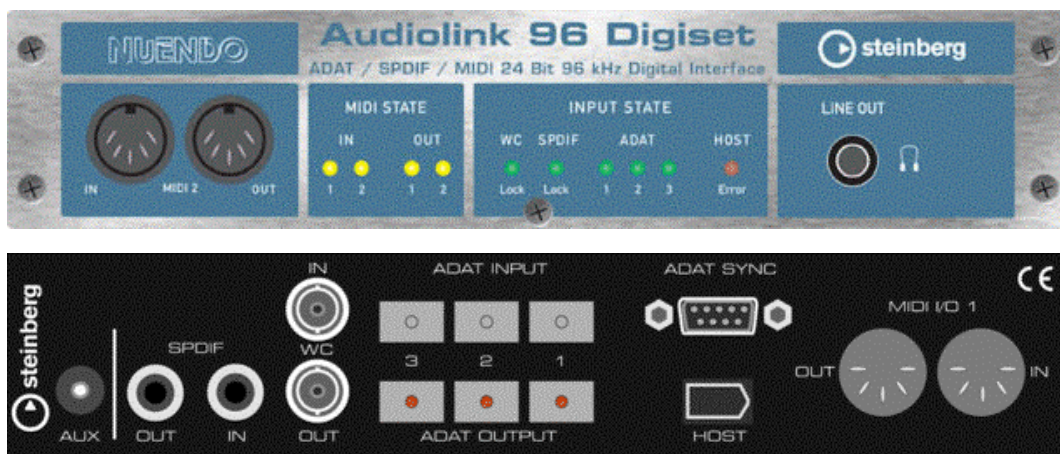 NUENDO
Audiolink 96 Digiset
ADAT / SPDIF / MIDI 24 Bit 96 kHz Digital Interface
steinberg
IN
MIDI 2
OUT
MIDI STATE
IN OUT
1 2 1 2
INPUT STATE
WC SPDIF ADAT HOST
Lock Lock 1 2 3 Error
LINE OUT
steinberg
AUX
SPDIF
OUT IN
IN
WC
OUT
ADAT INPUT
3 2 1
ADAT OUTPUT
ADAT SYNC
HOST
CE
MIDI I/O 1
OUT IN